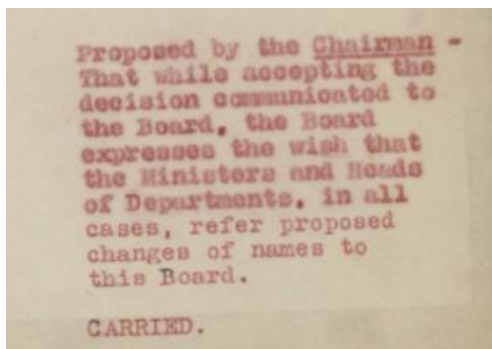 Proposed by the Chairman -
That while accepting the
decision communicated to
the Board, the Board
expresses the wish that
the Ministers and Heads
of Departments, in all
cases, refer proposed
changes of names to
this Board.
CARRIED.